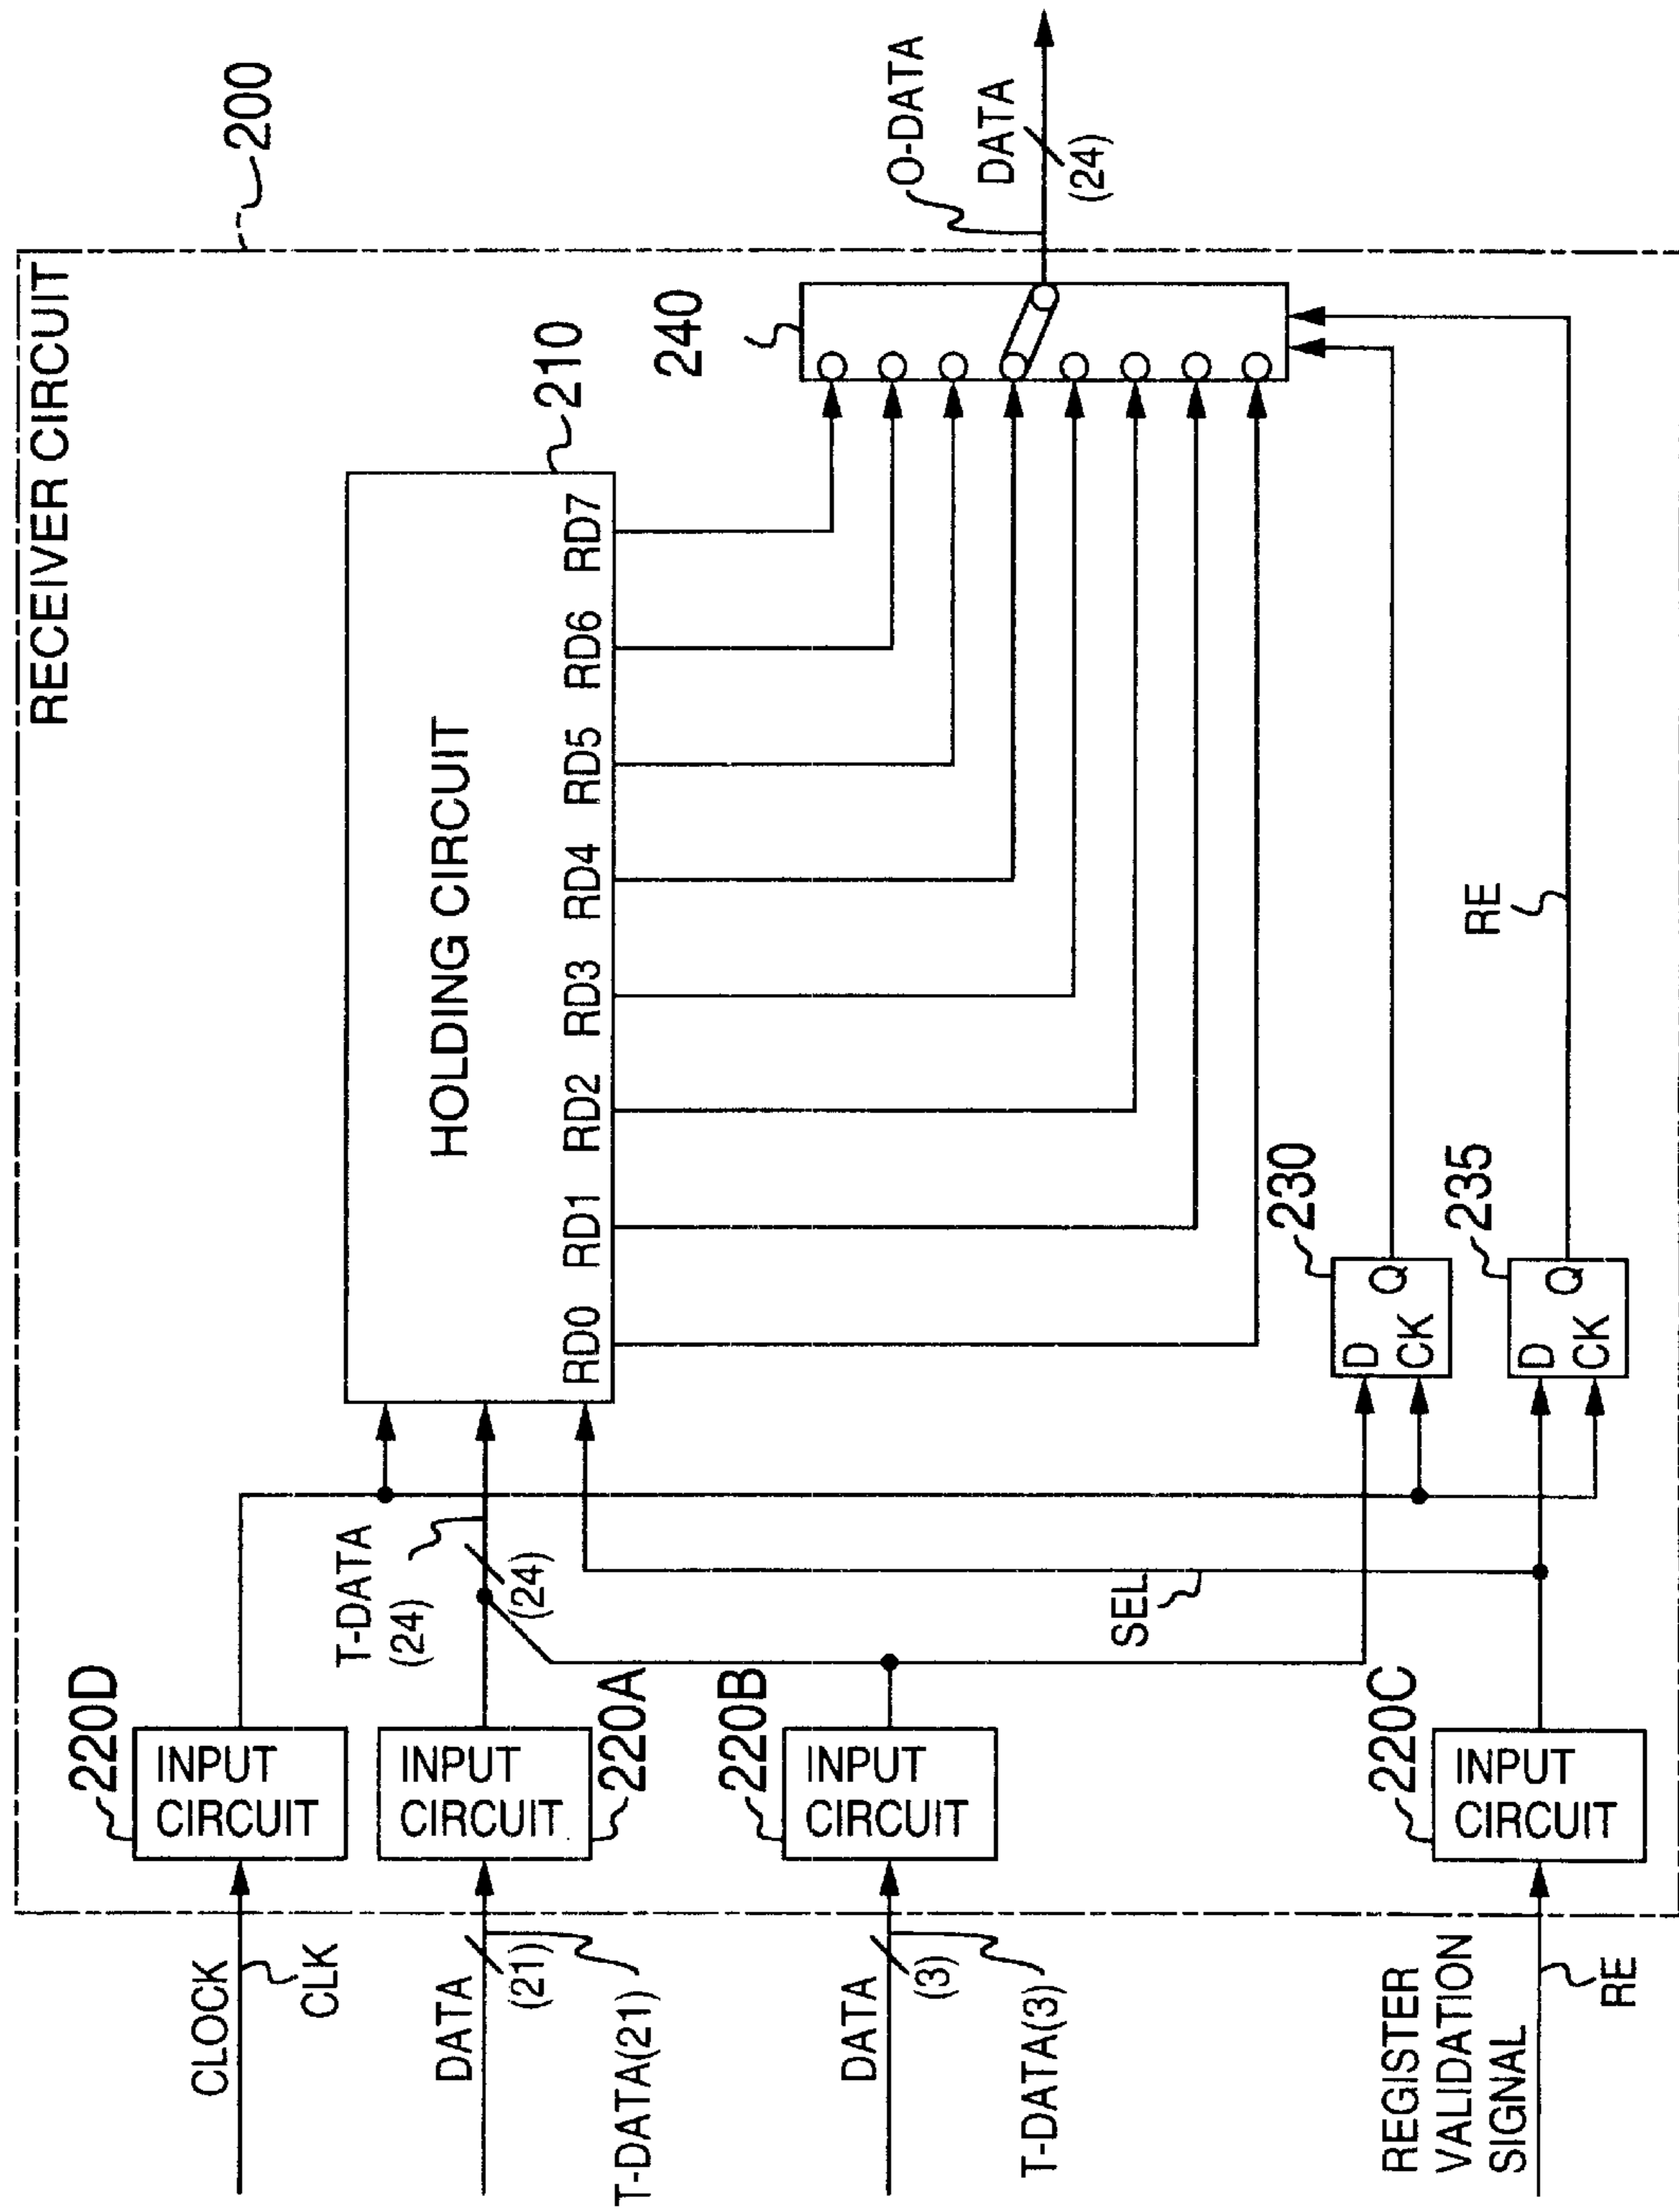 RECEIVER CIRCUIT
200
CLOCK
CLK
220D
INPUT
CIRCUIT
DATA
(21)
T-DATA(21)
INPUT
CIRCUIT
220A
T-DATA
(24)
(24)
HOLDING CIRCUIT
210
RD0
RD1
RD2
RD3
RD4
RD5
RD6
RD7
240
O-DATA
DATA
(24)
DATA
(3)
T-DATA(3)
220B
INPUT
CIRCUIT
SEL
230
D
CK
Q
235
D
CK
Q
RE
REGISTER
VALIDATION
SIGNAL
RE
220C
INPUT
CIRCUIT